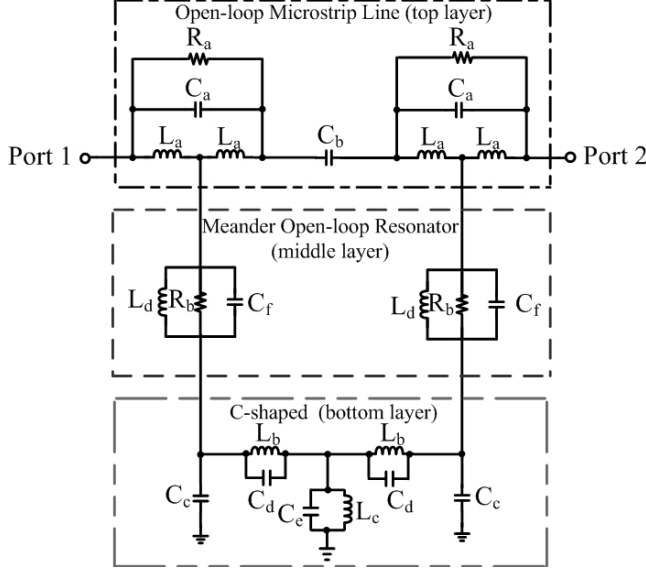 Open-loop Microstrip Line (top layer)
Ra Ra
Ca Ca
La La Cb La La
Port 1 Port 2
Meander Open-loop Resonator
(middle layer)
Ld Rb Cf Ld Rb Cf
C-shaped (bottom layer)
Lb Lb
Cc Cd Ce Lc Cd Cc